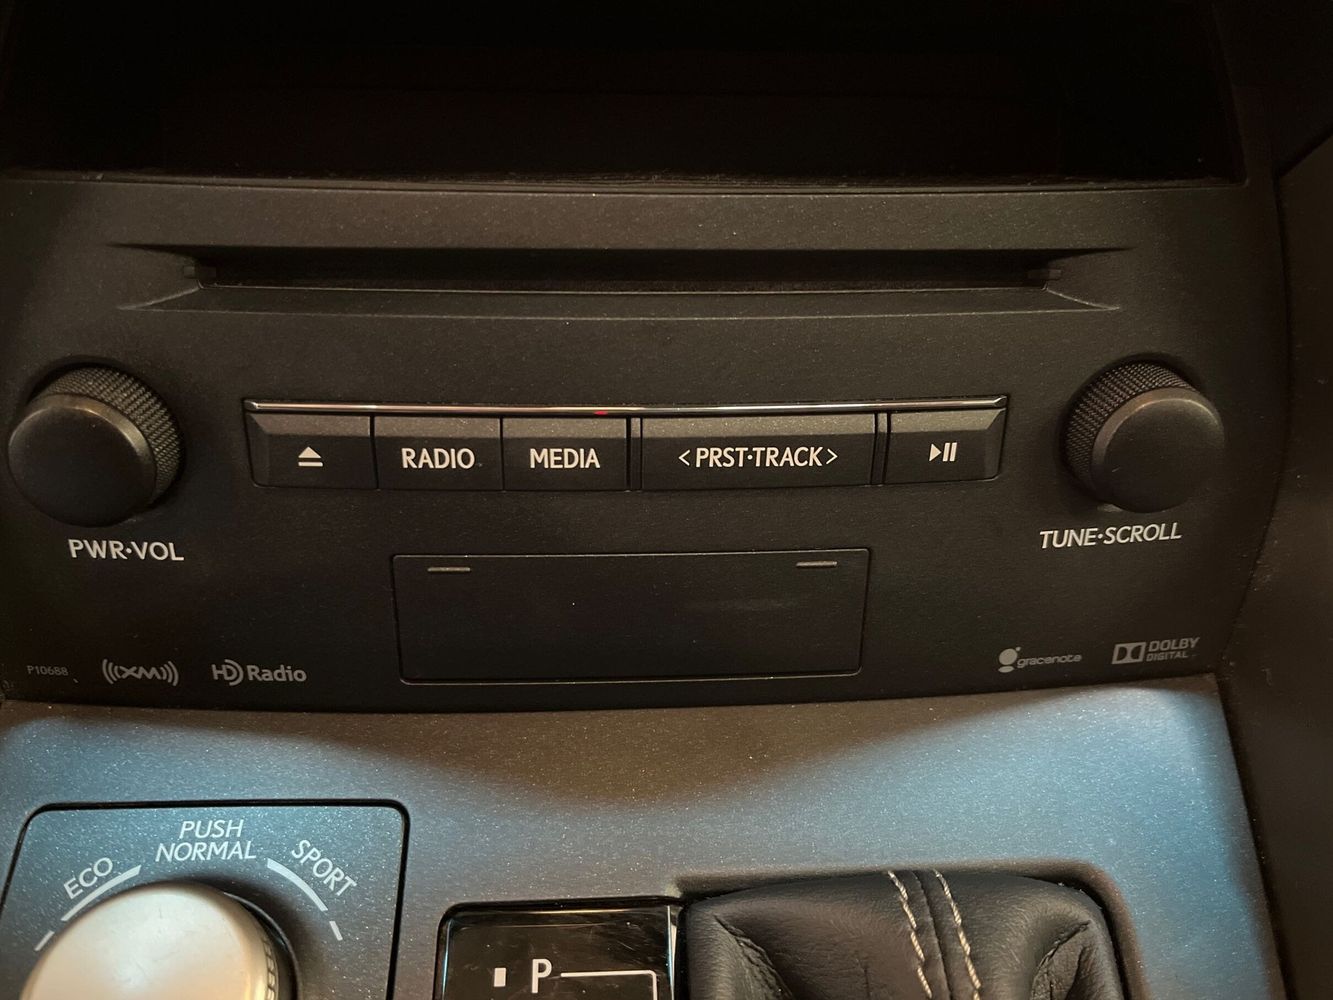 RADIO
MEDIA
<PRST·TRACK>
PWR·VOL
TUNE·SCROLL
P10688
((XM))
HD Radio
gracenote
DOLBY
DIGITAL
PUSH
NORMAL
ECO
SPORT
P